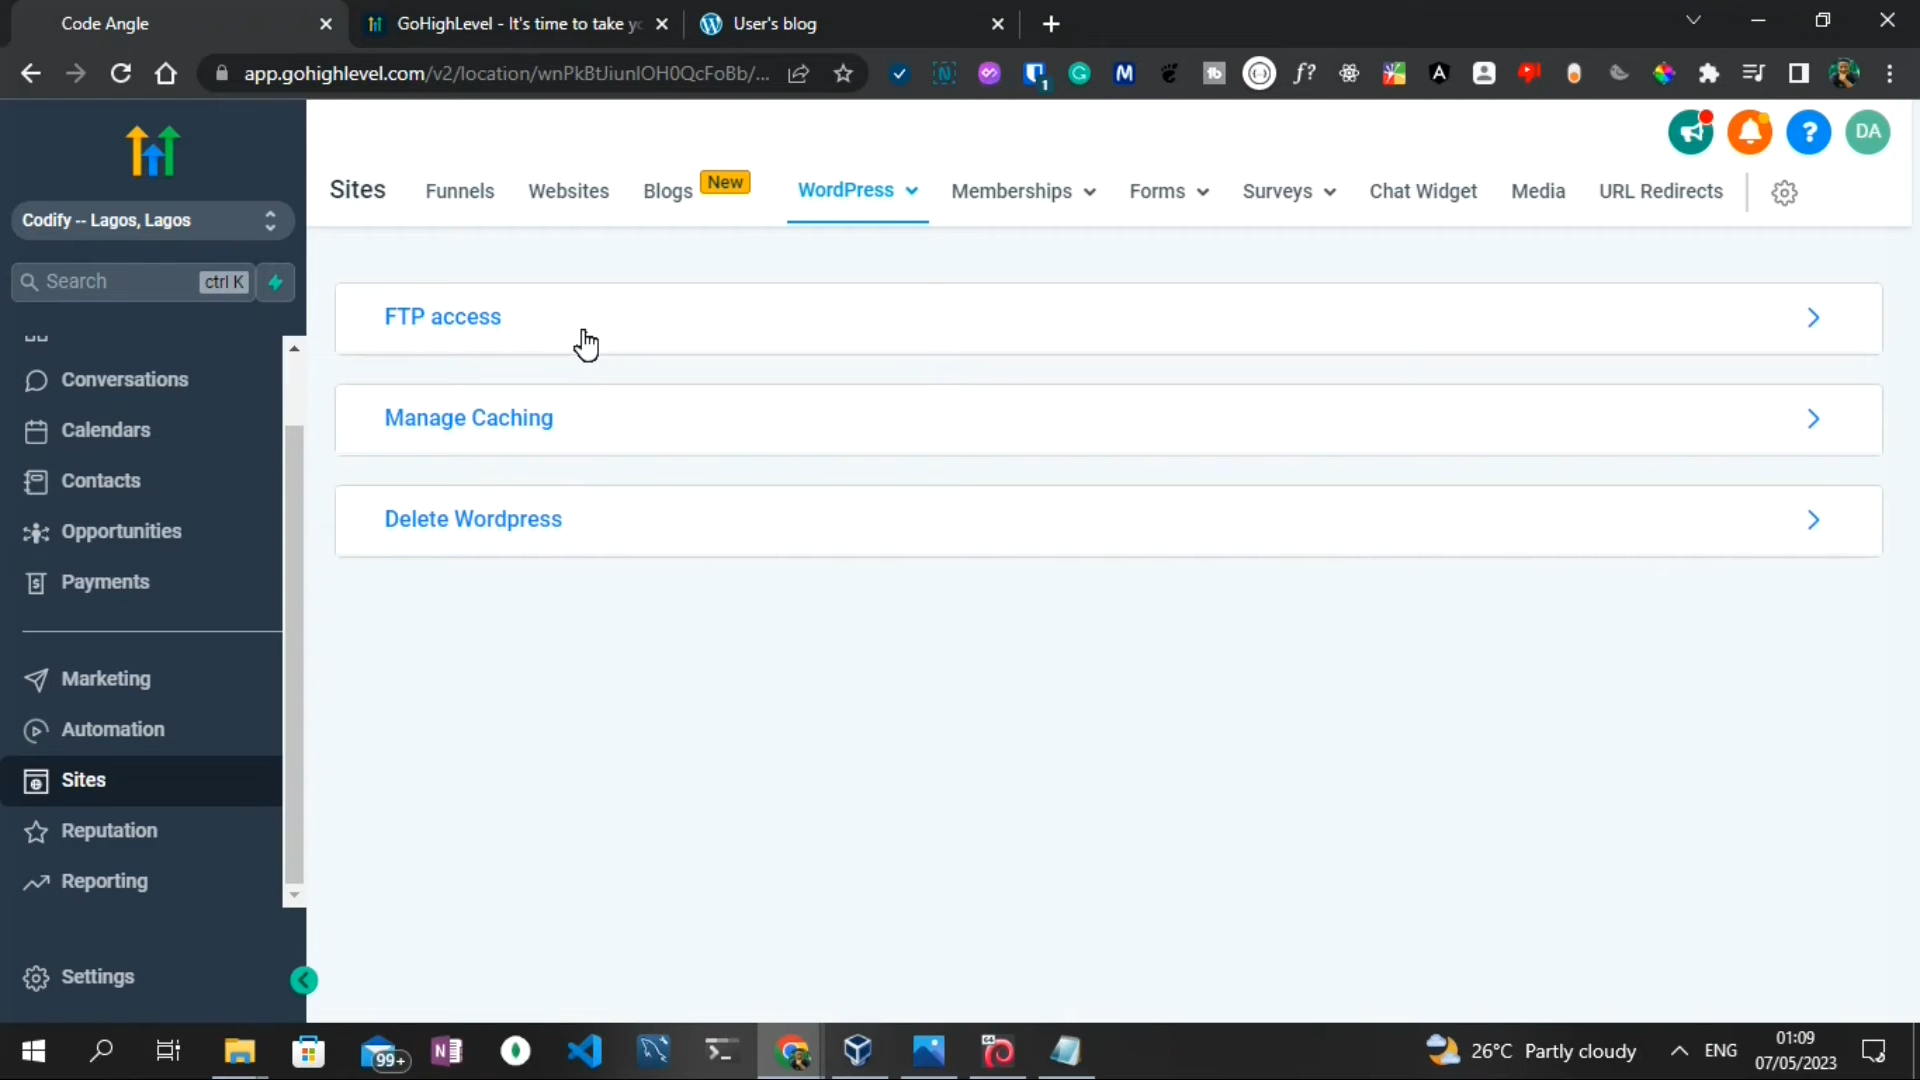 Code Angle
GoHighLevel - It's time to take yo
User's blog
app.gohighlevel.com/v2/location/wnPkBtJiunlOH0QcFoBb/...
DA
Sites
Funnels
Websites
Blogs
New
WordPress
Memberships
Forms
Surveys
Chat Widget
Media
URL Redirects
Codify -- Lagos, Lagos
Search
ctrl K
Conversations
Calendars
Contacts
Opportunities
Payments
Marketing
Automation
Sites
Reputation
Reporting
Settings
FTP access
Manage Caching
Delete Wordpress
99+
26°C Partly cloudy
ENG
01:09
07/05/2023